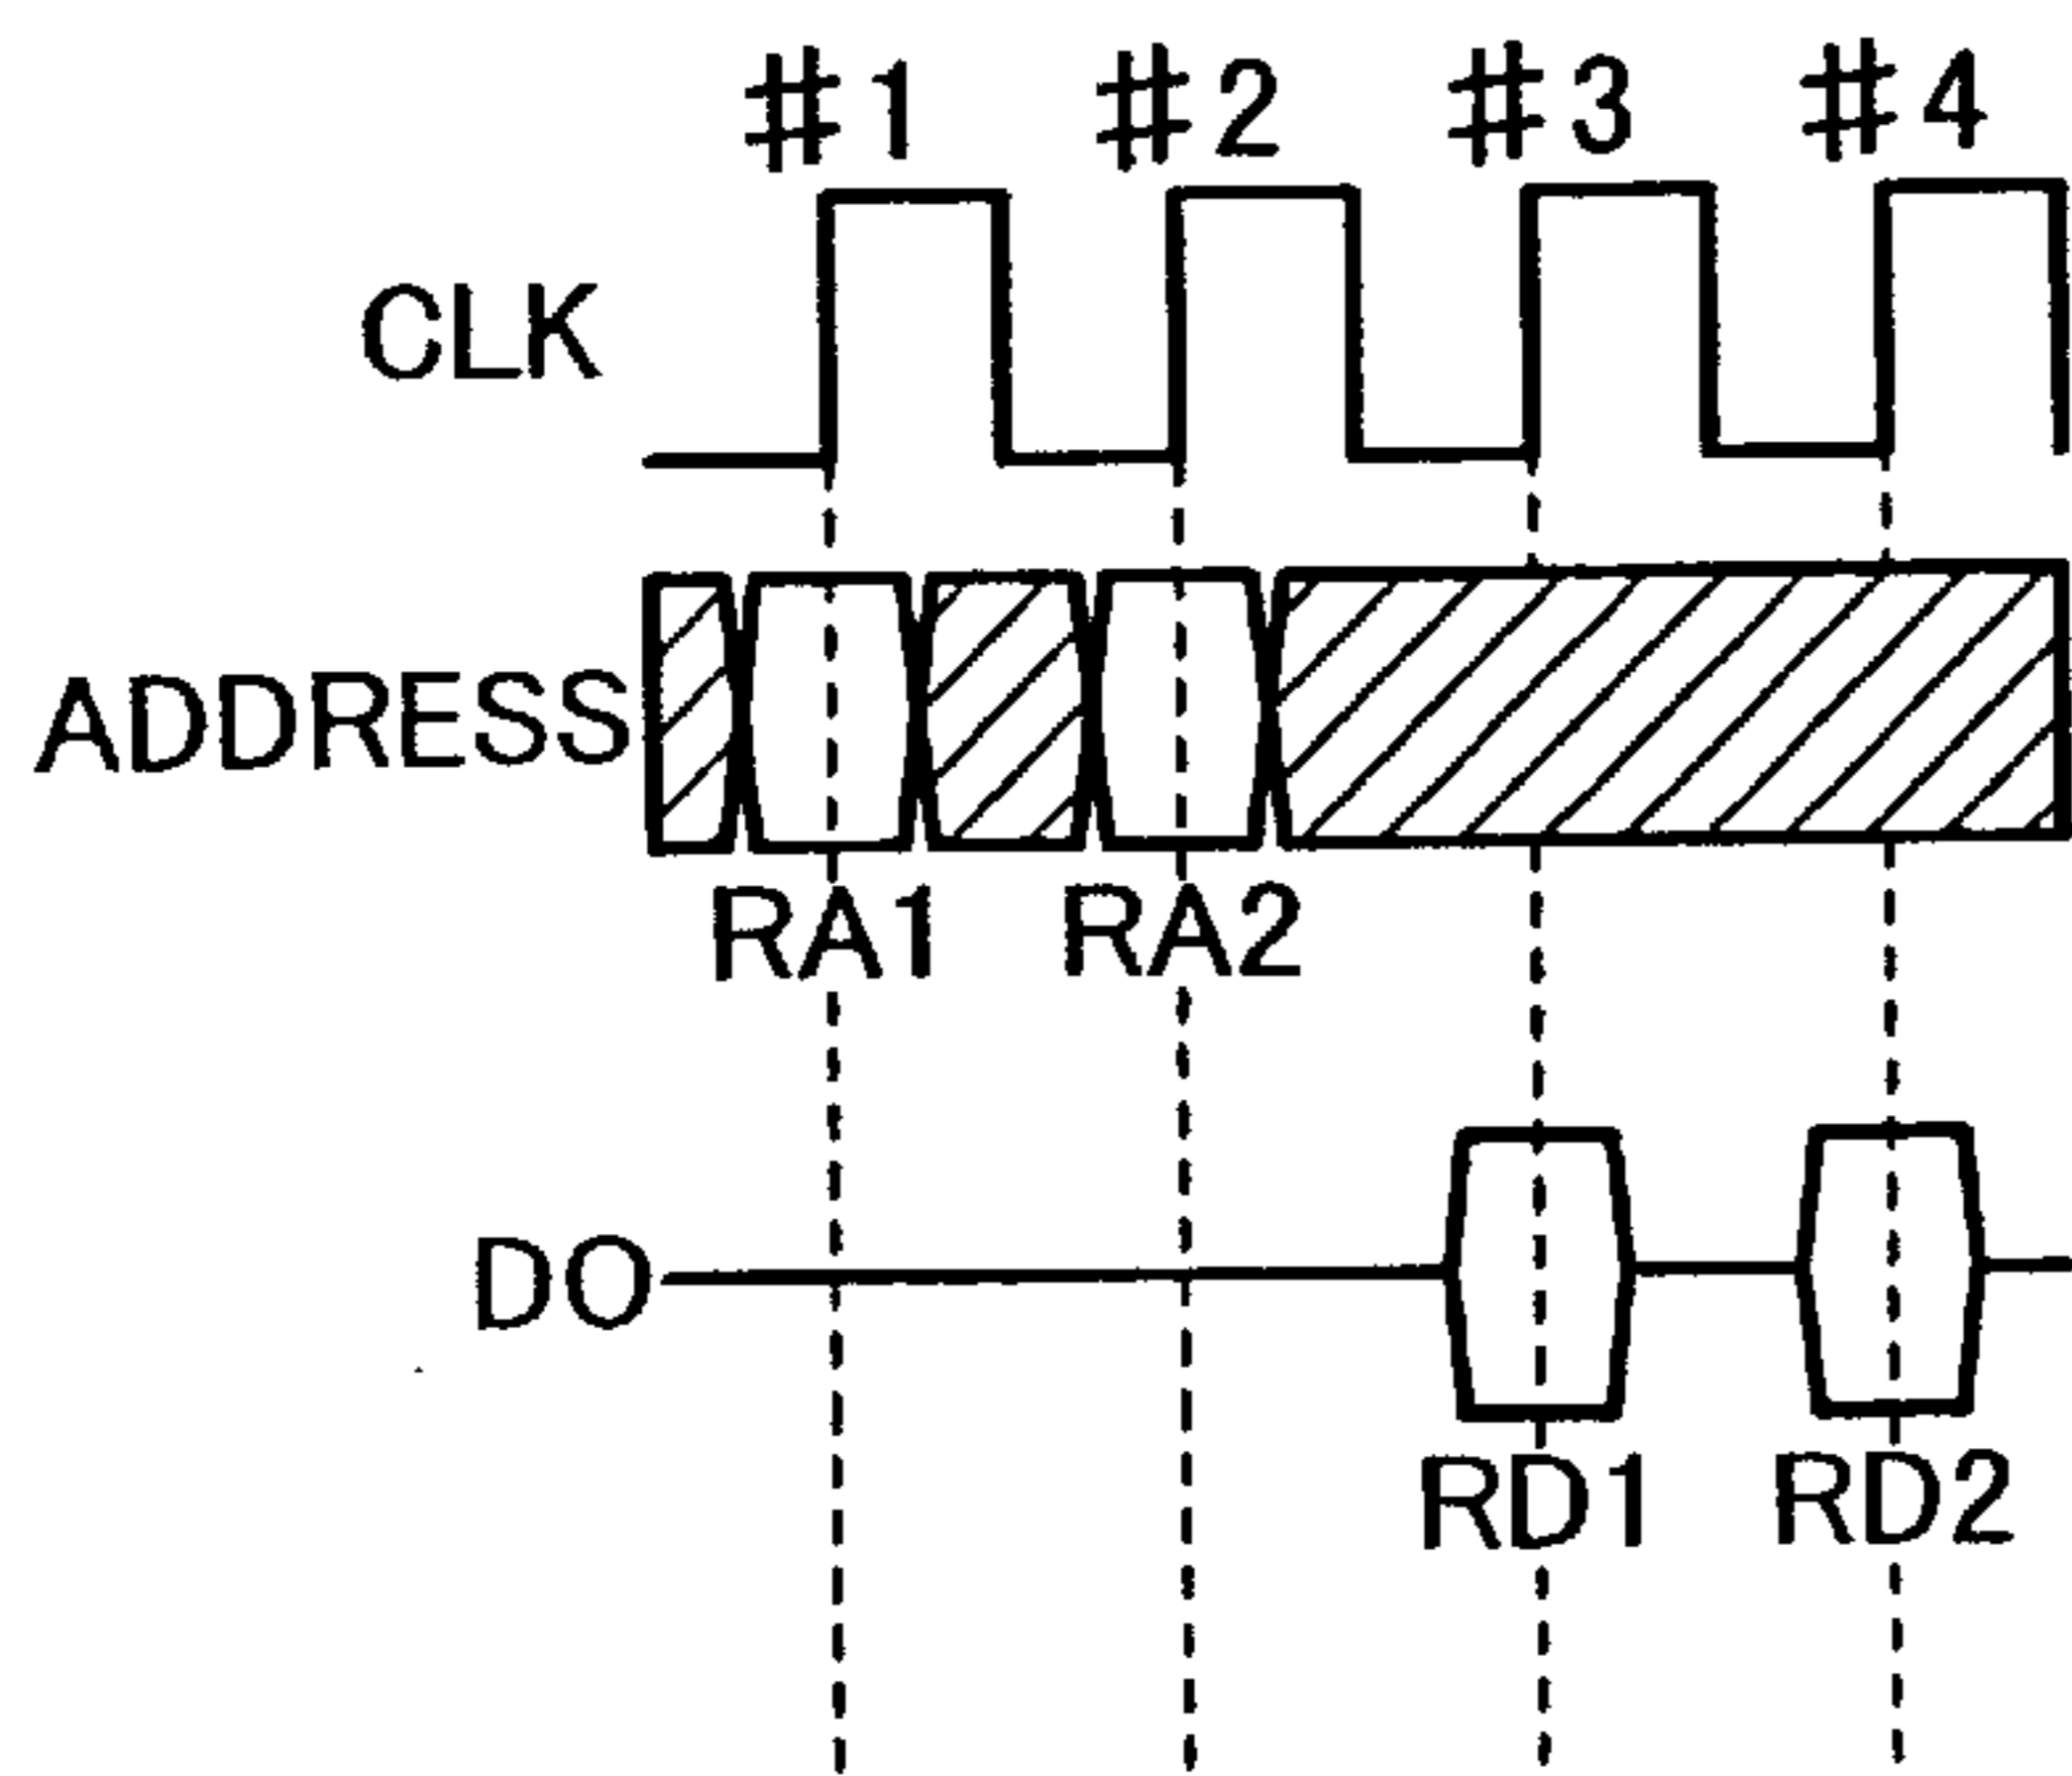 ♯1 ♯2 ♯3 ♯4
CLK
ADDRESS
RA1 RA2
DO
RD1 RD2